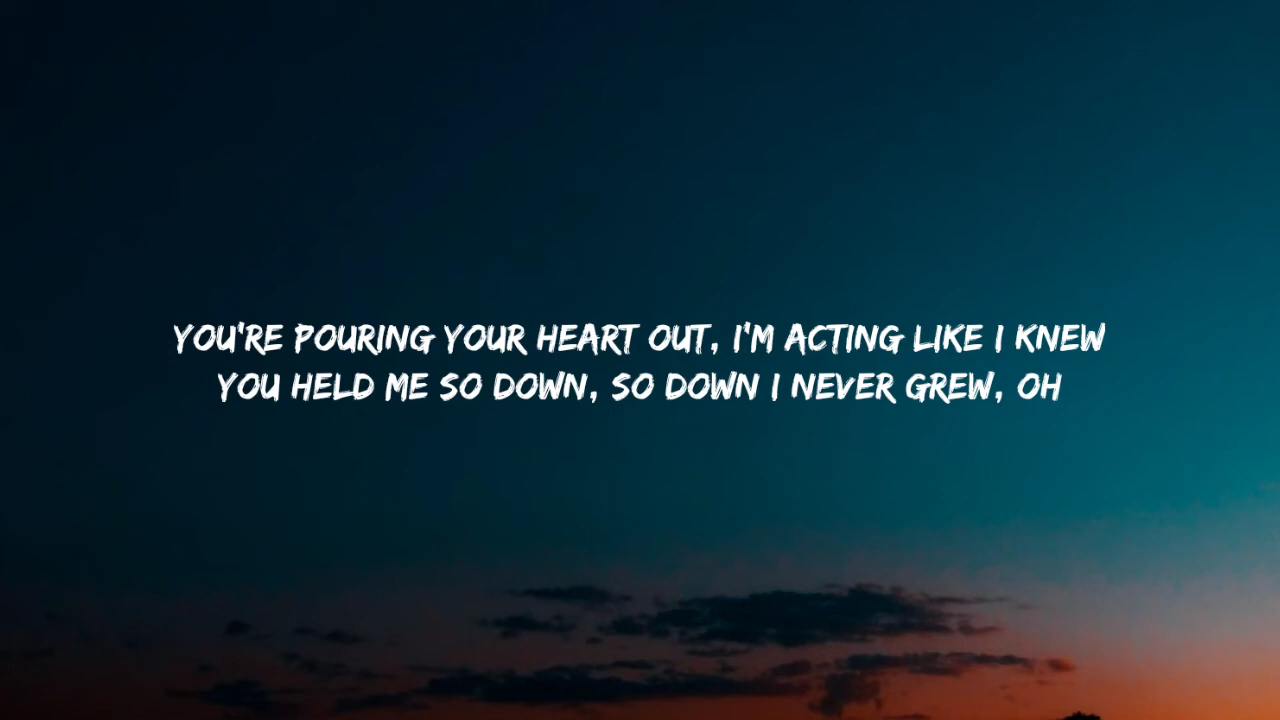 YOU'RE POURING YOUR HEART OUT, I'M ACTING LIKE I KNEW
YOU HELD ME SO DOWN, SO DOWN I NEVER GREW, OH